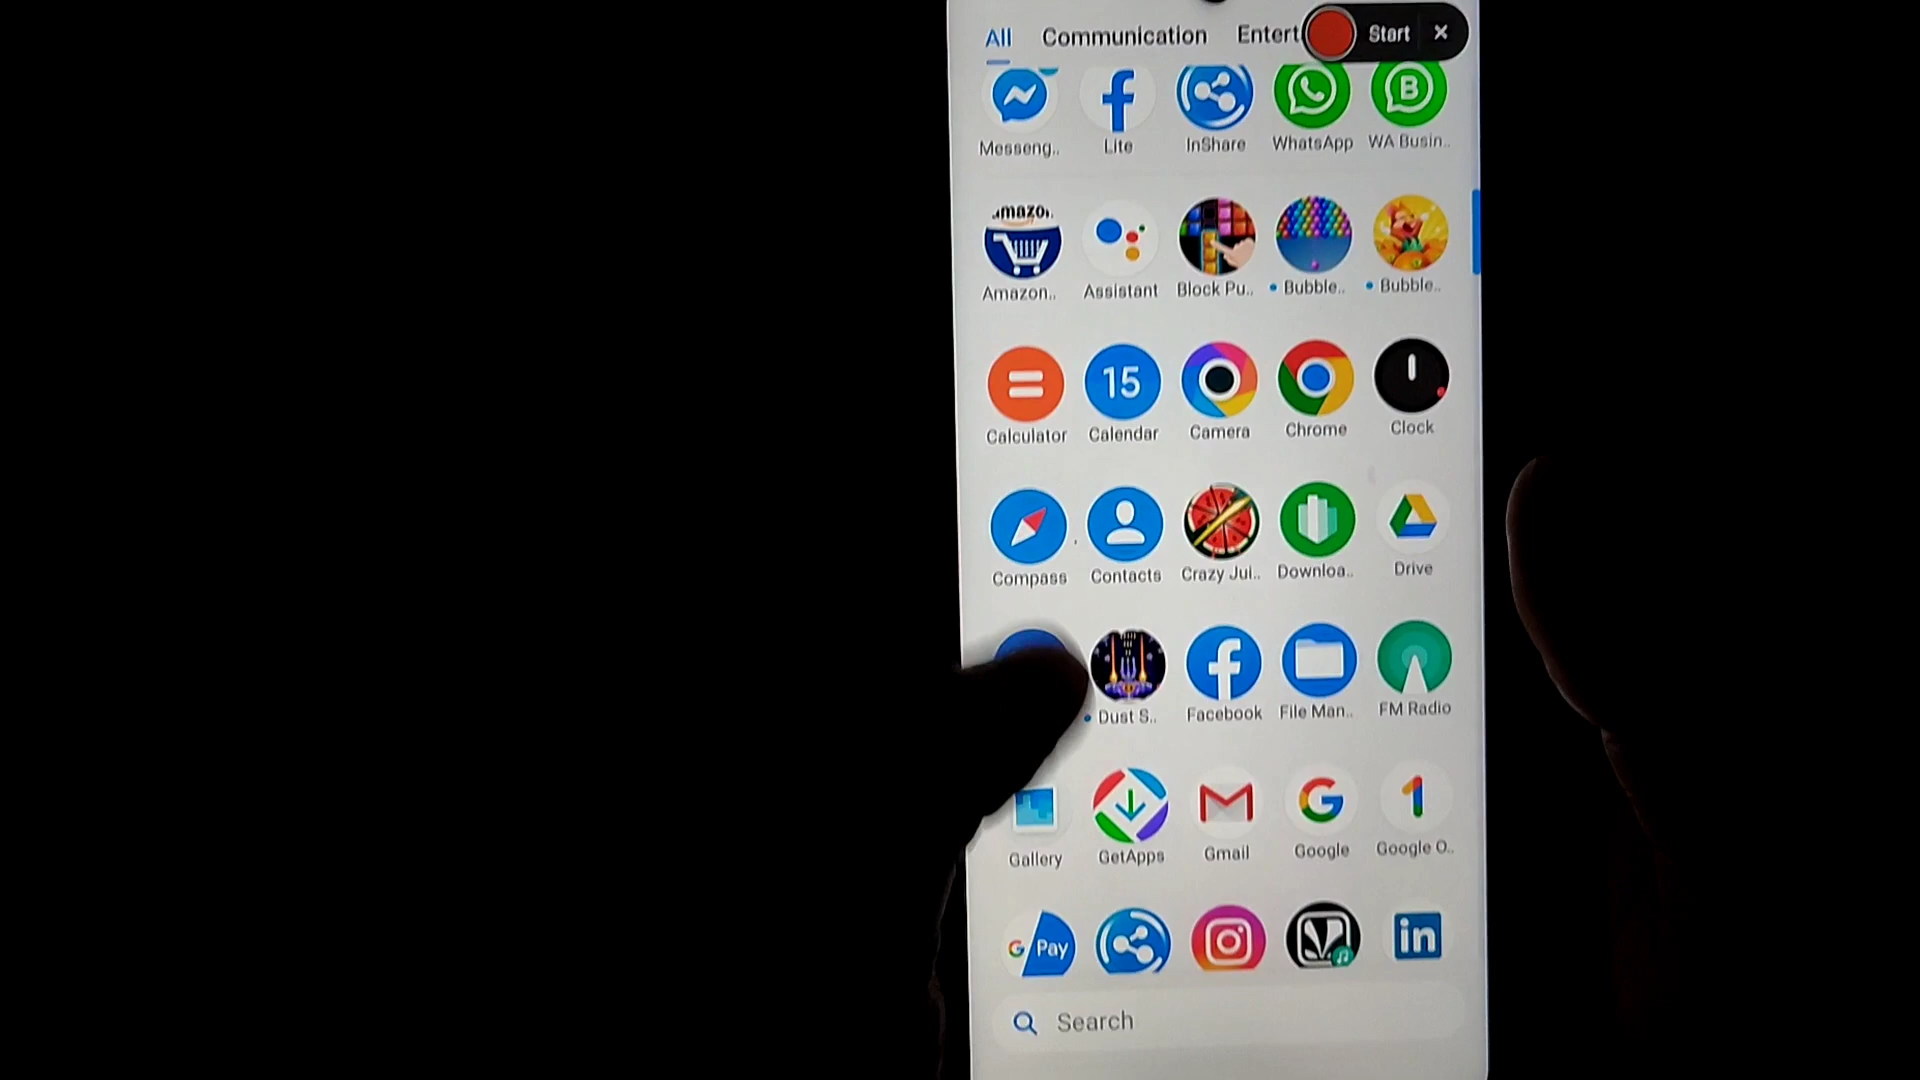 All Communication Entert Start
Messeng.. Lite InShare WhatsApp WA Busin..
amazon
Amazon.. Assistant Block Pu.. Bubble.. Bubble..
15
Calculator Calendar Camera Chrome Clock
Compass Contacts Crazy Jui.. Downloa.. Drive
Dust S.. Facebook File Man.. FM Radio
Gallery GetApps Gmail Google Google O..
G Pay in
Search